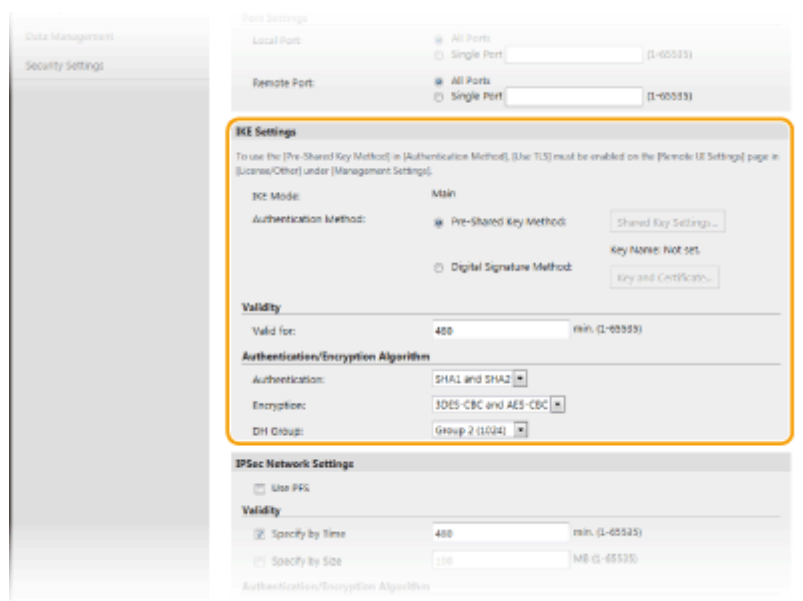 Port Settings
Data Management
Local Port:
All Ports
Security Settings
Single Port
(1-65535)
Remote Port:
All Ports
Single Port
(1-65535)
IKE Settings
To use the [Pre-Shared Key Method] in [Authentication Method], [Use TLS] must be enabled on the [Remote UI Settings] page in
[License/Other] under [Management Settings].
IKE Mode:
Main
Authentication Method:
Pre-Shared Key Method:
Shared Key Settings...
Key Name: Not set.
Digital Signature Method:
Key and Certificate...
Validity
Valid for:
480
min. (1-65535)
Authentication/Encryption Algorithm
Authentication:
SHA1 and SHA2
Encryption:
3DES-CBC and AES-CBC
DH Group:
Group 2 (1024)
IPSec Network Settings
Use PFS
Validity
Specify by Time
480
min. (1-65535)
Specify by Size
100
MB (1-65535)
Authentication/Encryption Algorithm